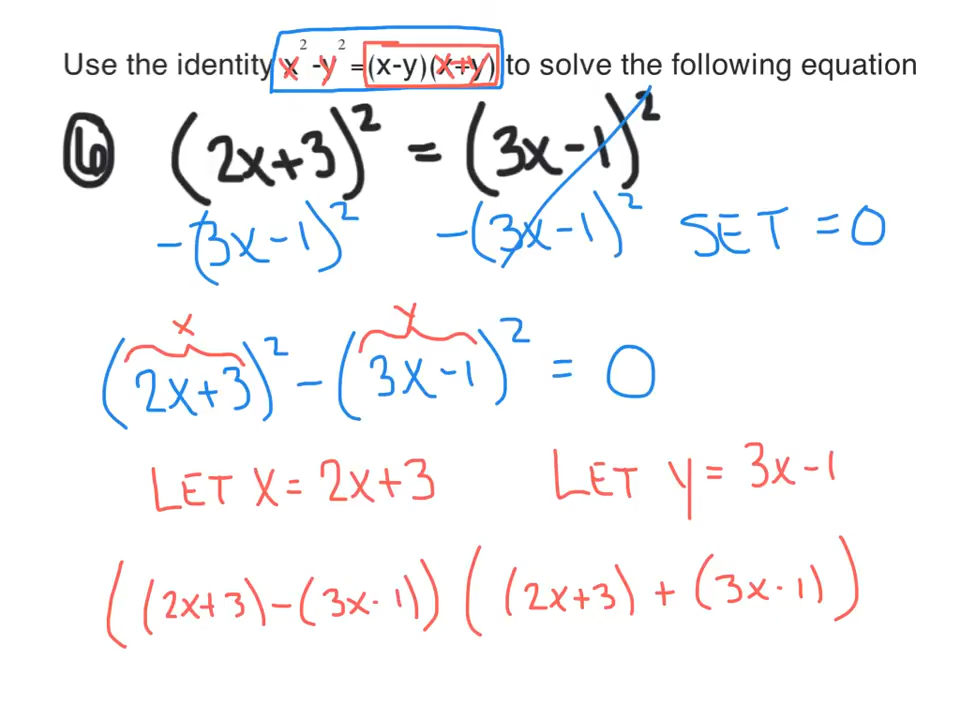 Use the identity x² -y² =(x-y)(x+y) to solve the following equation
6 (2x+3)² = (3x-1)²
-(3x-1)² -(3x-1)² SET = 0
x y
(2x+3)² - (3x-1)² = 0
LET x = 2x+3 LET y = 3x-1
((2x+3)-(3x-1))((2x+3)+(3x-1))